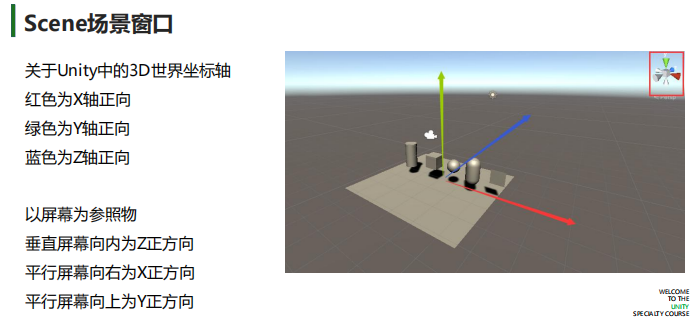 Scene场景窗口
关于Unity中的3D世界坐标轴
红色为X轴正向
绿色为Y轴正向
蓝色为Z轴正向
以屏幕为参照物
垂直屏幕向内为Z正方向
平行屏幕向右为X正方向
平行屏幕向上为Y正方向
WELCOME
TO THE
UNITY
SPECIALTY COURSE